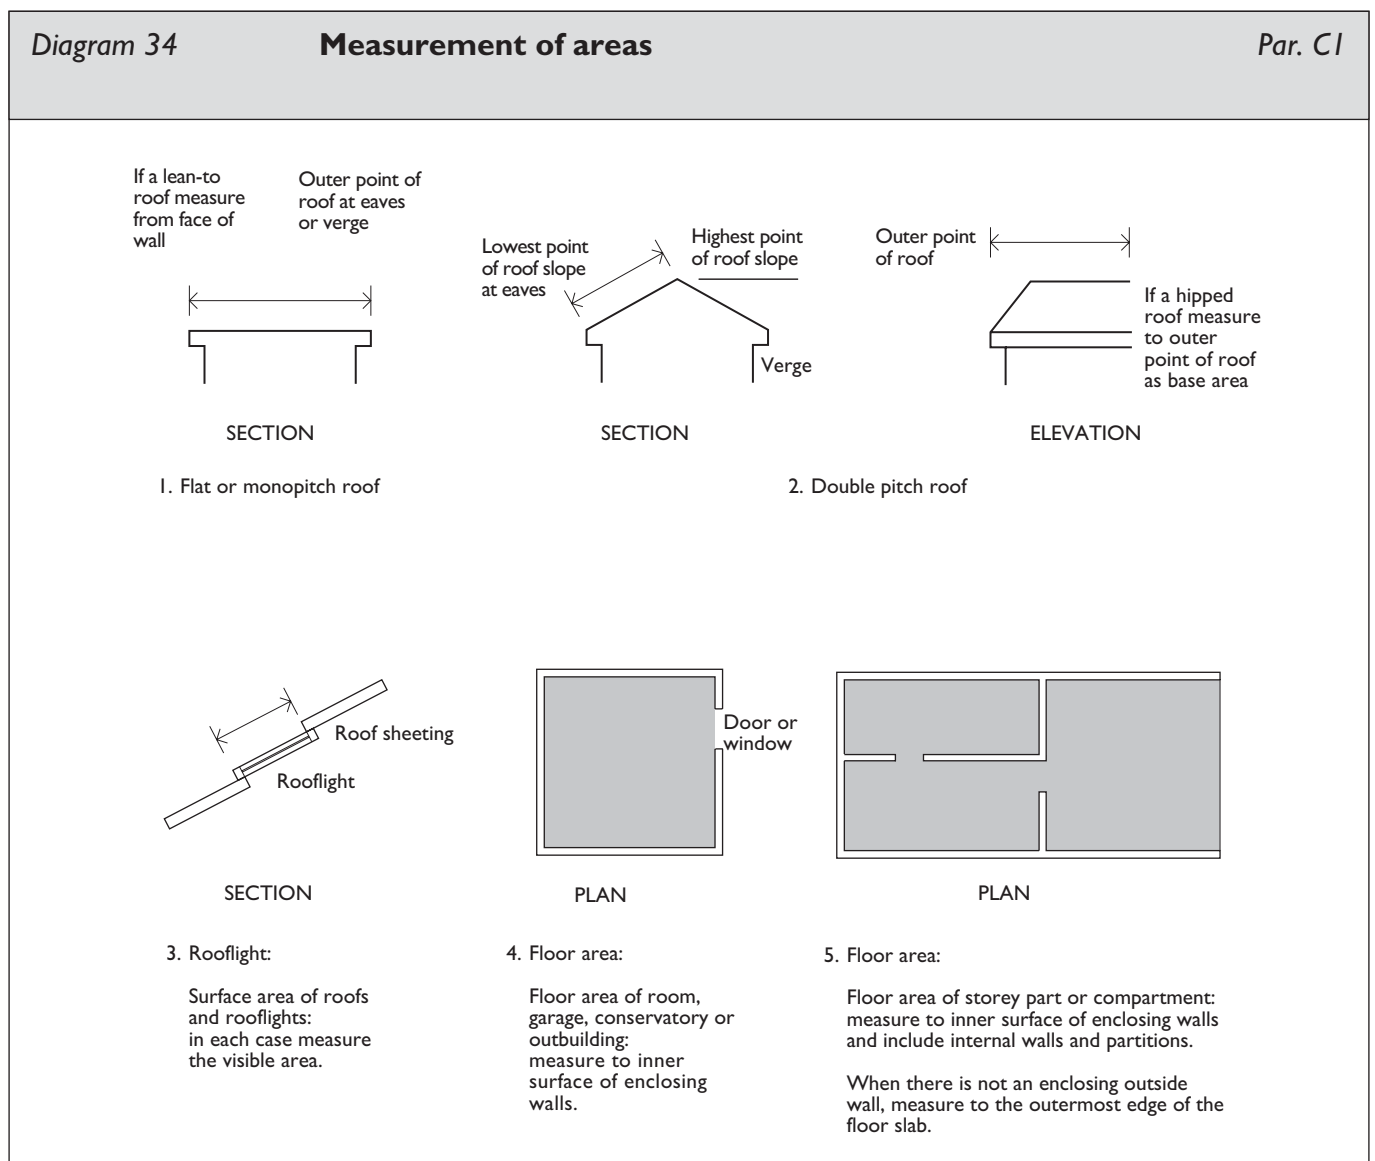 Diagram 34 Measurement of areas Par. C1
If a lean-to
roof measure
from face of
wall
Outer point of
roof at eaves
or verge
SECTION
1. Flat or monopitch roof
Lowest point
of roof slope
at eaves
Highest point
of roof slope
Verge
SECTION
Outer point
of roof
If a hipped
roof measure
to outer
point of roof
as base area
ELEVATION
2. Double pitch roof
Roof sheeting
Rooflight
SECTION
3. Rooflight:
Surface area of roofs
and rooflights:
in each case measure
the visible area.
Door or
window
PLAN
4. Floor area:
Floor area of room,
garage, conservatory or
outbuilding:
measure to inner
surface of enclosing
walls.
PLAN
5. Floor area:
Floor area of storey part or compartment:
measure to inner surface of enclosing walls
and include internal walls and partitions.
When there is not an enclosing outside
wall, measure to the outermost edge of the
floor slab.